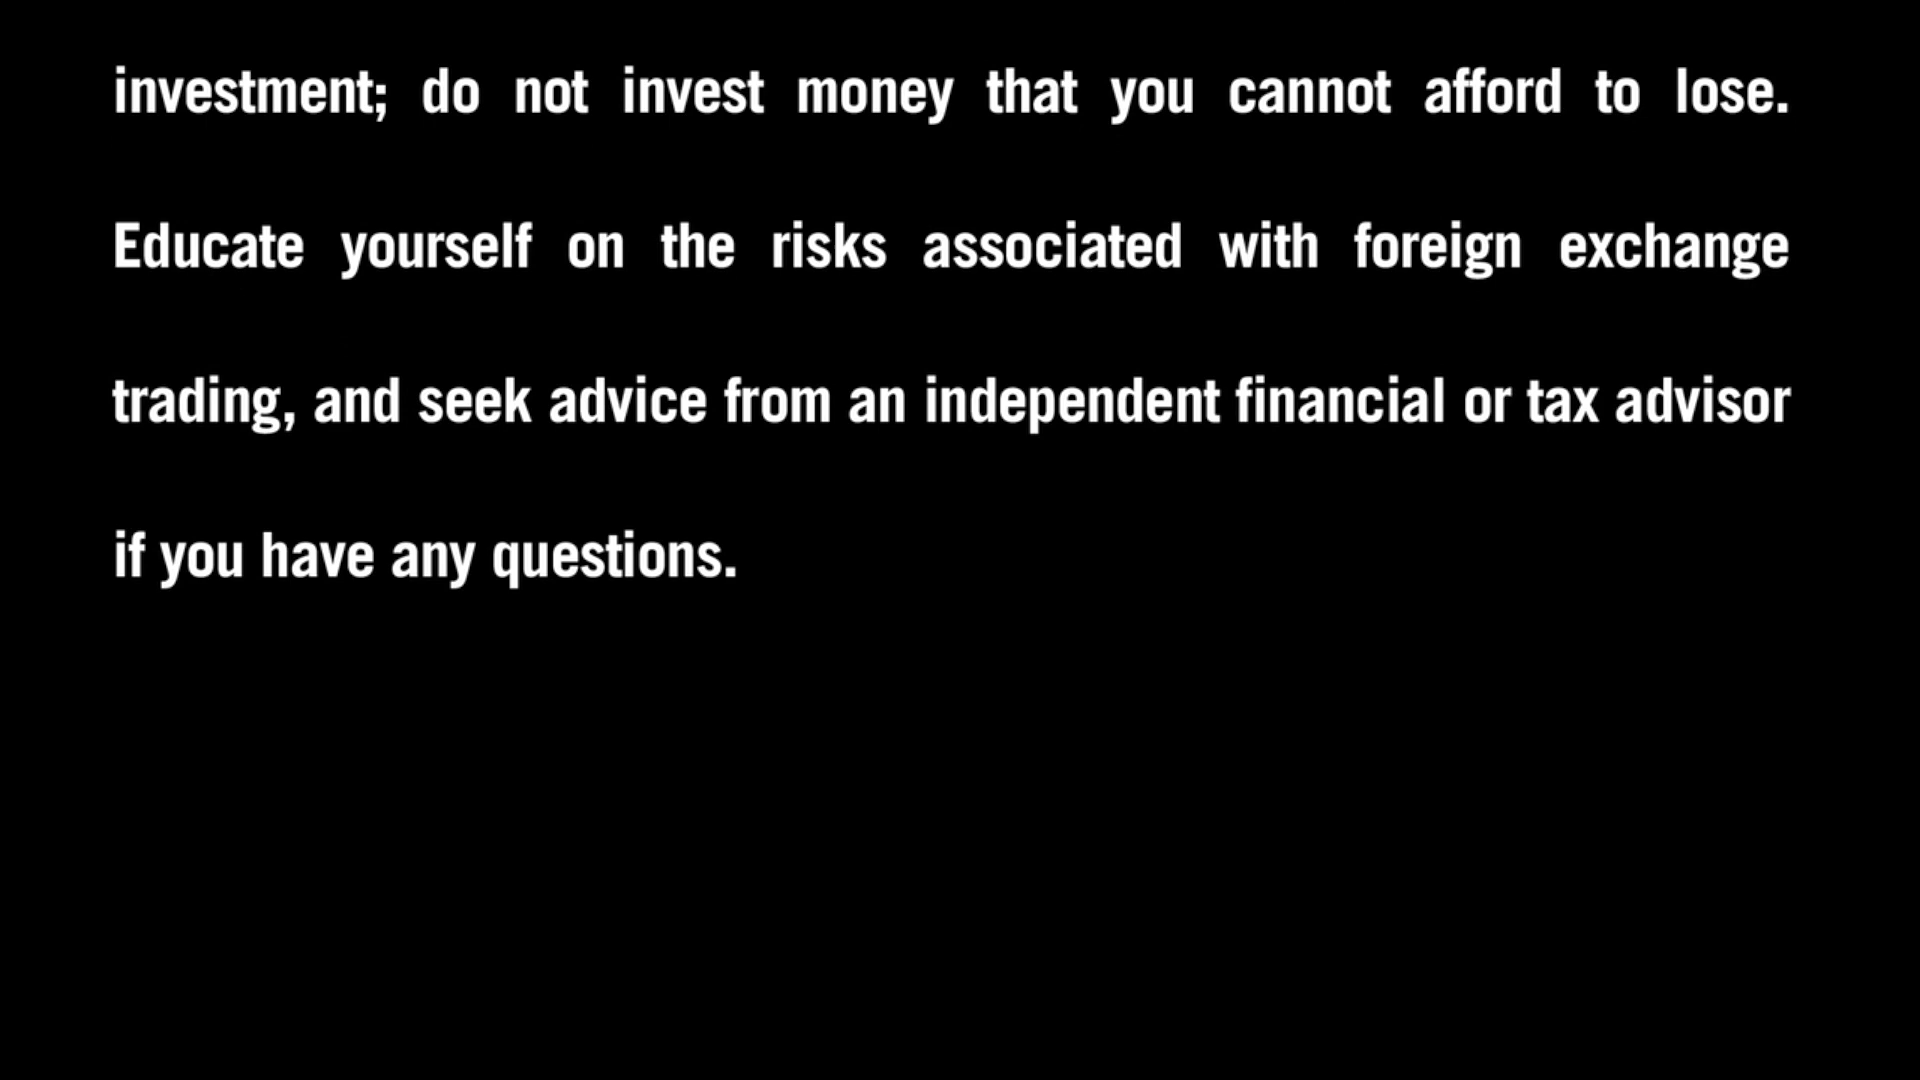 investment; do not invest money that you cannot afford to lose.
Educate yourself on the risks associated with foreign exchange
trading, and seek advice from an independent financial or tax advisor
if you have any questions.